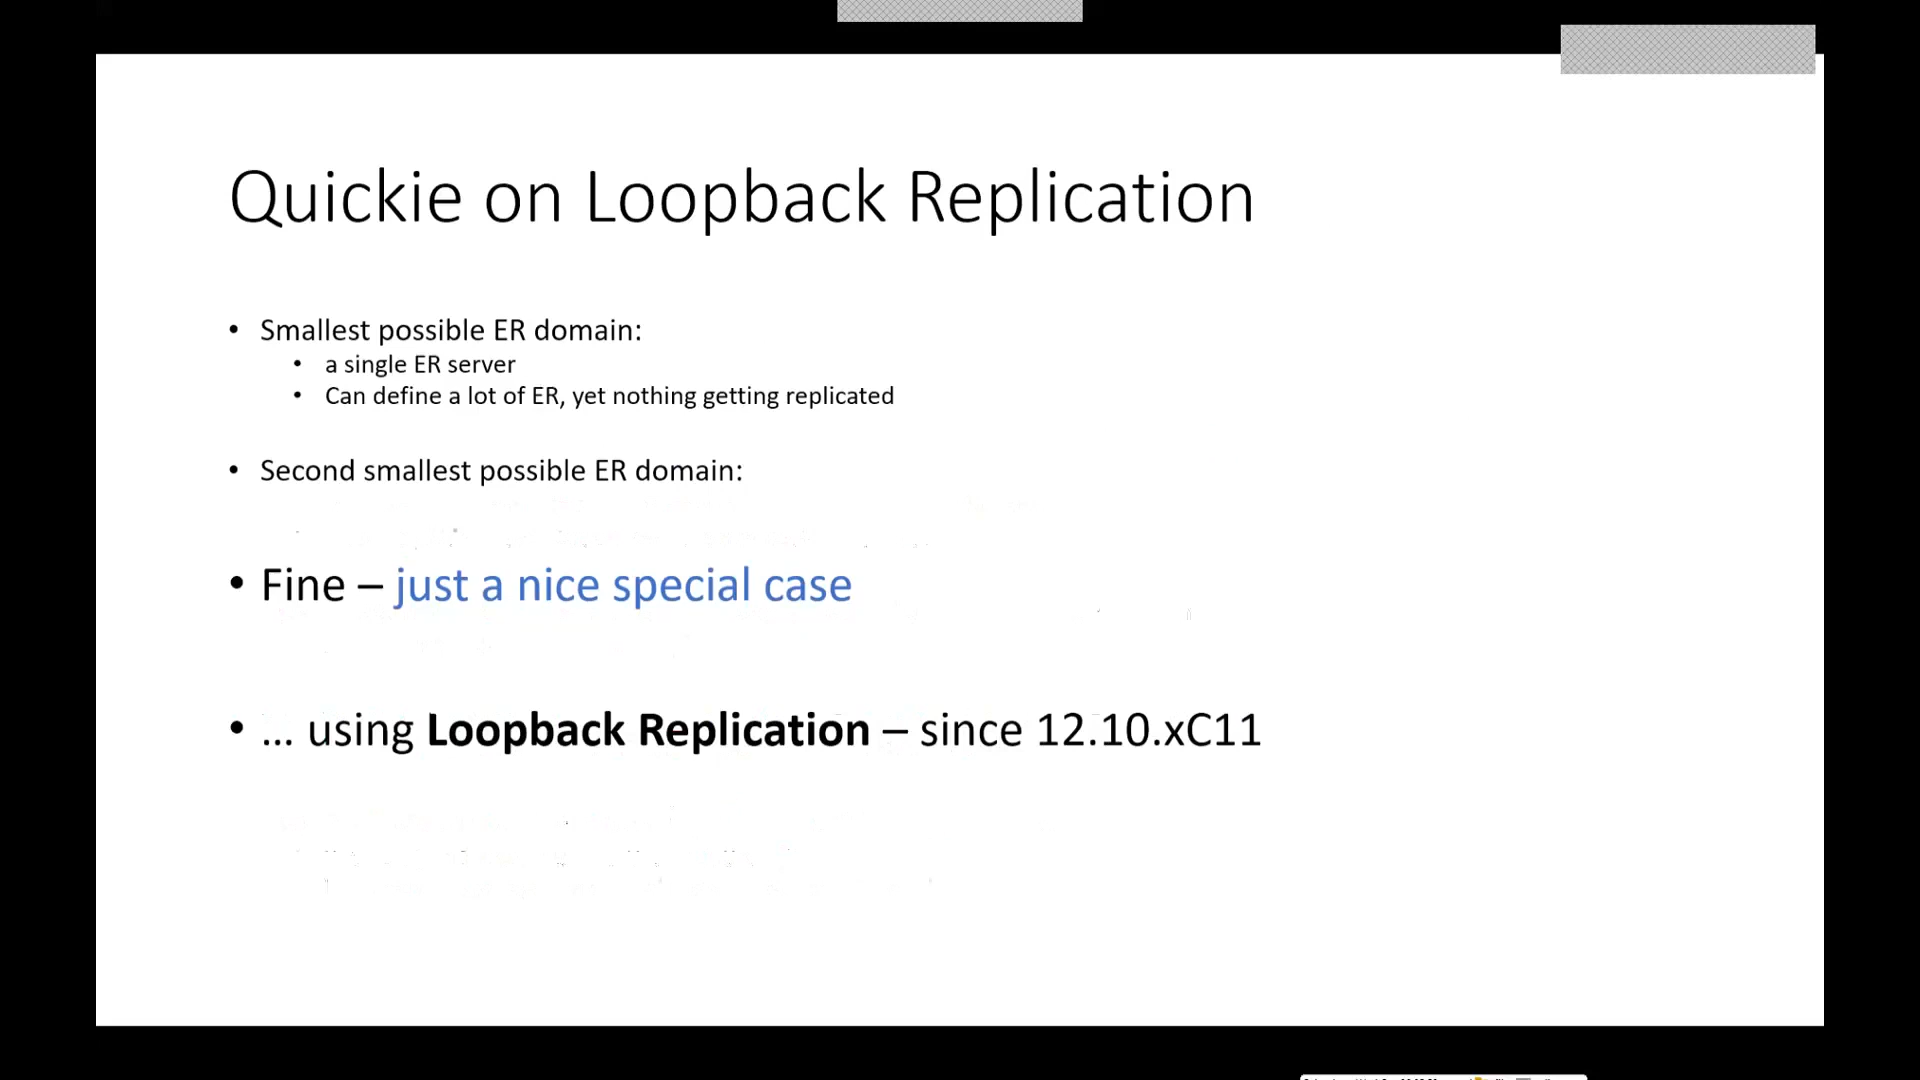 Quickie on Loopback Replication
• Smallest possible ER domain:
• a single ER server
• Can define a lot of ER, yet nothing getting replicated
• Second smallest possible ER domain:
• Fine – just a nice special case
• ... using Loopback Replication – since 12.10.xC11